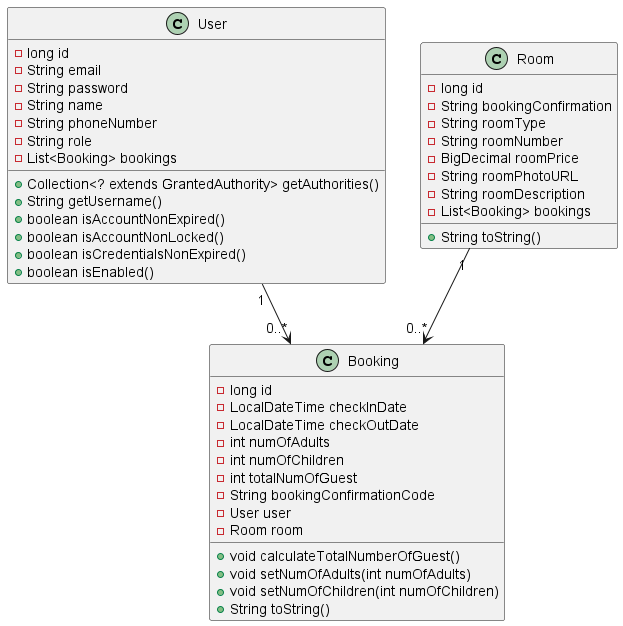 C User
long id
String email
String password
String name
String phoneNumber
String role
List<Booking> bookings
Collection<? extends GrantedAuthority> getAuthorities()
String getUsername()
boolean isAccountNonExpired()
boolean isAccountNonLocked()
boolean isCredentialsNonExpired()
boolean isEnabled()
C Room
long id
String bookingConfirmation
String roomType
String roomNumber
BigDecimal roomPrice
String roomPhotoURL
String roomDescription
List<Booking> bookings
String toString()
1
0..*
1
0..*
C Booking
long id
LocalDateTime checkInDate
LocalDateTime checkOutDate
int numOfAdults
int numOfChildren
int totalNumOfGuest
String bookingConfirmationCode
User user
Room room
void calculateTotalNumberOfGuest()
void setNumOfAdults(int numOfAdults)
void setNumOfChildren(int numOfChildren)
String toString()